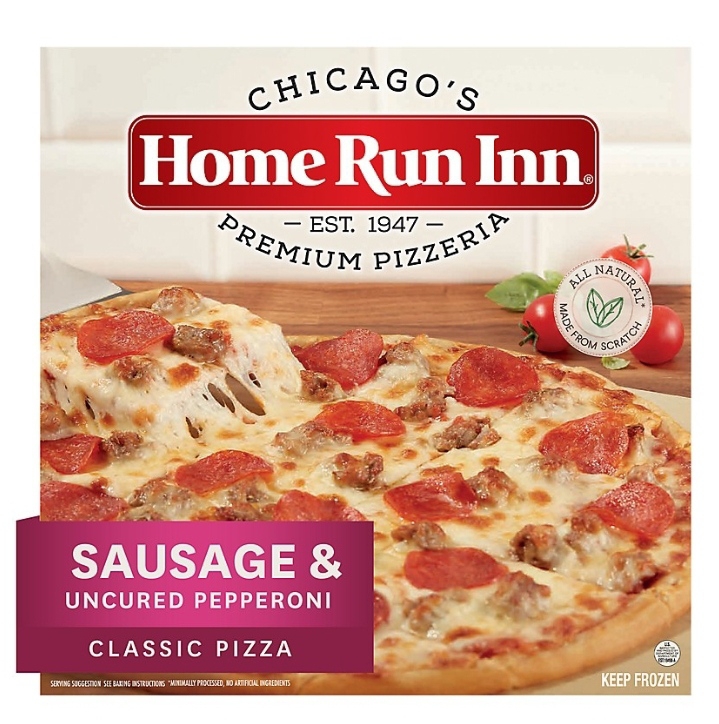 CHICAGO'S
Home Run Inn®
— EST. 1947 —
PREMIUM PIZZERIA
ALL NATURAL*
MADE FROM SCRATCH
SAUSAGE &
UNCURED PEPPERONI
CLASSIC PIZZA
SERVING SUGGESTION SEE BAKING INSTRUCTIONS *MINIMALLY PROCESSED, NO ARTIFICIAL INGREDIENTS
KEEP FROZEN